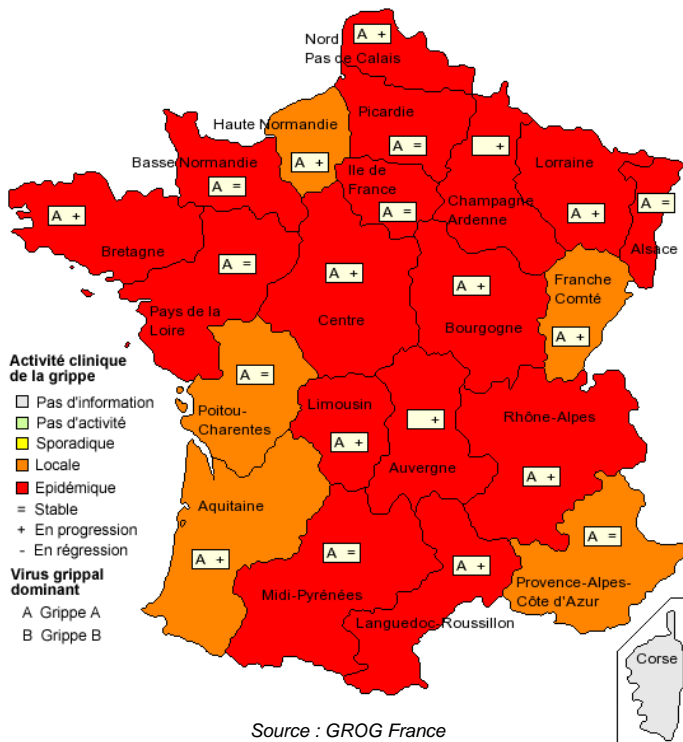 A +
Nord
Pas de Calais
Picardie
A =
Haute Normandie
A +
+
Lorraine
A +
Basse Normandie
A =
Ile de
France
A =
Champagne
Ardenne
A =
Alsace
A +
Bretagne
A =
Pays de la
Loire
A +
Centre
A +
Bourgogne
Franche
Comté
A +
A =
Poitou-
Charentes
Limousin
A +
+
Auvergne
Rhône-Alpes
A +
Aquitaine
A +
A =
Midi-Pyrénées
A +
Languedoc-Roussillon
A =
Provence-Alpes-
Côte d'Azur
Corse
Activité clinique
de la grippe
Pas d'information
Pas d'activité
Sporadique
Locale
Epidémique
= Stable
+ En progression
- En régression
Virus grippal
dominant
A Grippe A
B Grippe B
Source : GROG France